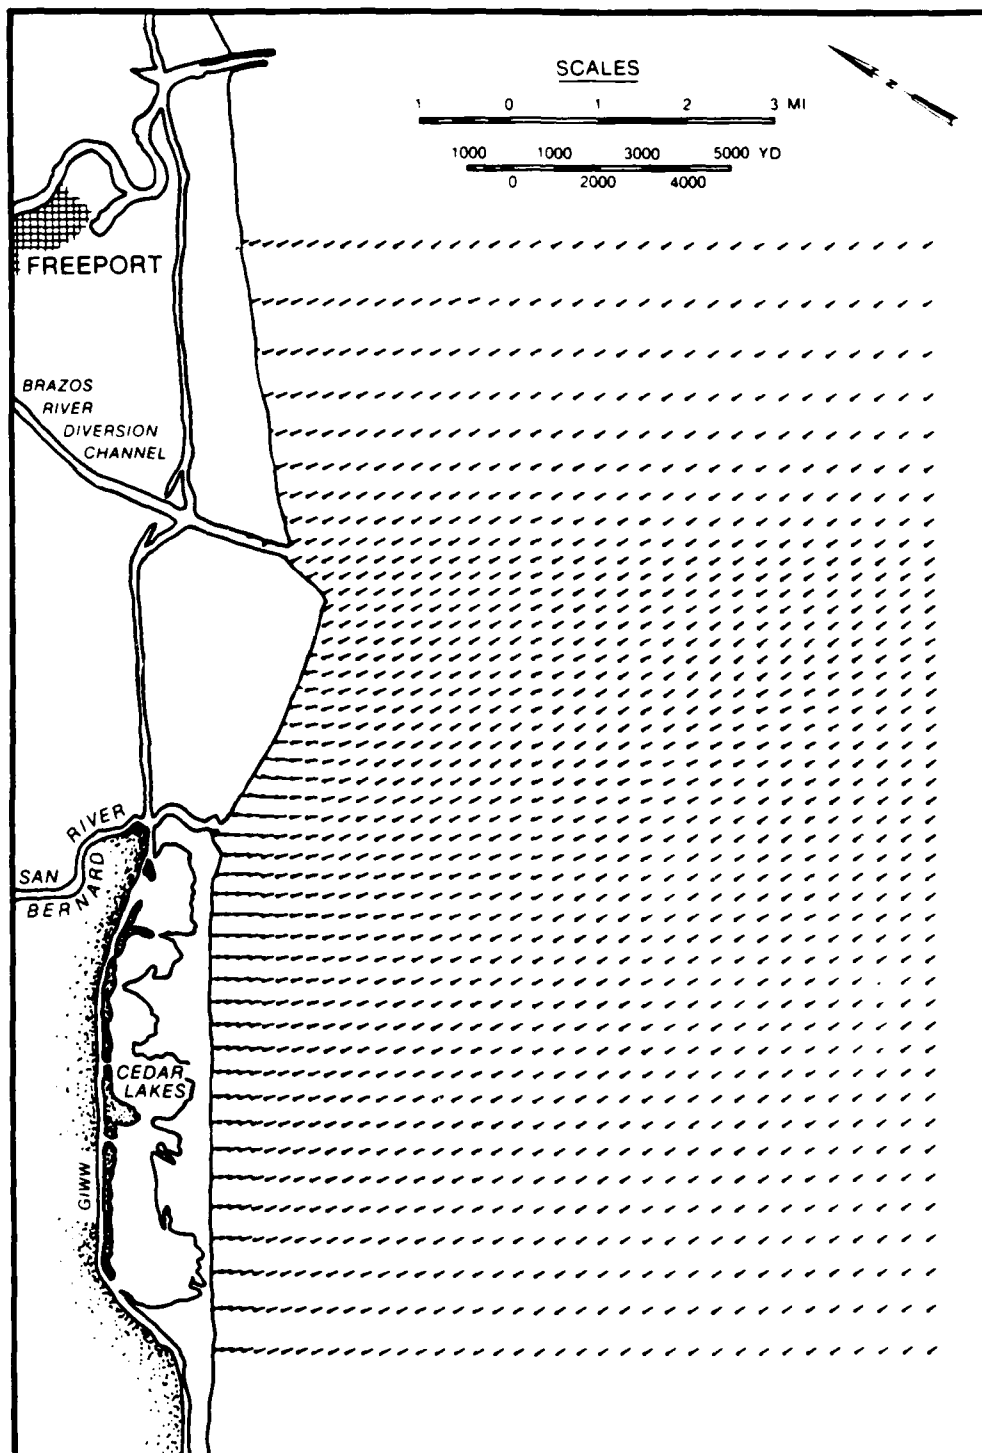 SCALES
1 0 1 2 3 MI
1000 1000 3000 5000 YD
0 2000 4000
N
FREEPORT
BRAZOS
RIVER
DIVERSION
CHANNEL
SAN
BERNARD
RIVER
CEDAR
LAKES
GIWW